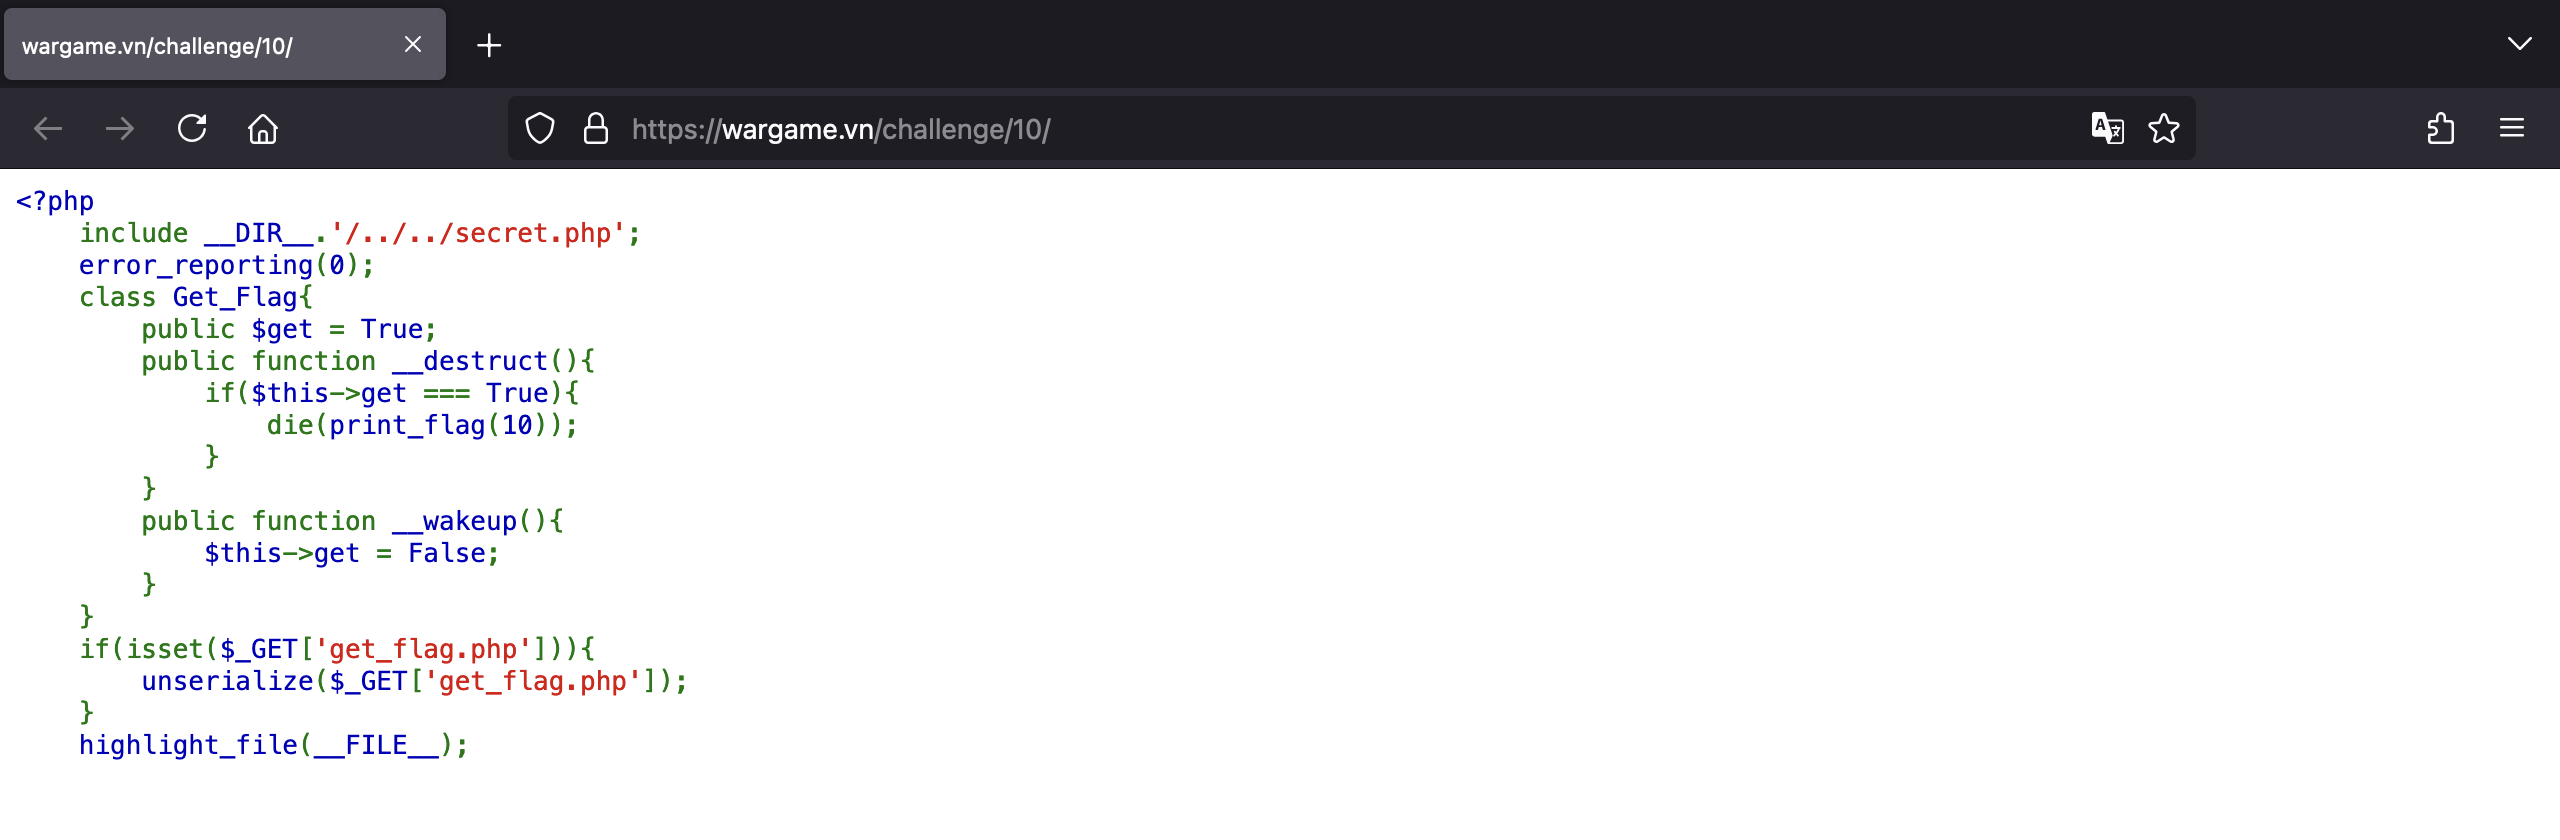 wargame.vn/challenge/10/
https://wargame.vn/challenge/10/
<?php
    include __DIR__.'/../../secret.php';
    error_reporting(0);
    class Get_Flag{
        public $get = True;
        public function __destruct(){
            if($this->get === True){
                die(print_flag(10));
            }
        }
        public function __wakeup(){
            $this->get = False;
        }
    }
    if(isset($_GET['get_flag.php'])){
        unserialize($_GET['get_flag.php']);
    }
    highlight_file(__FILE__);